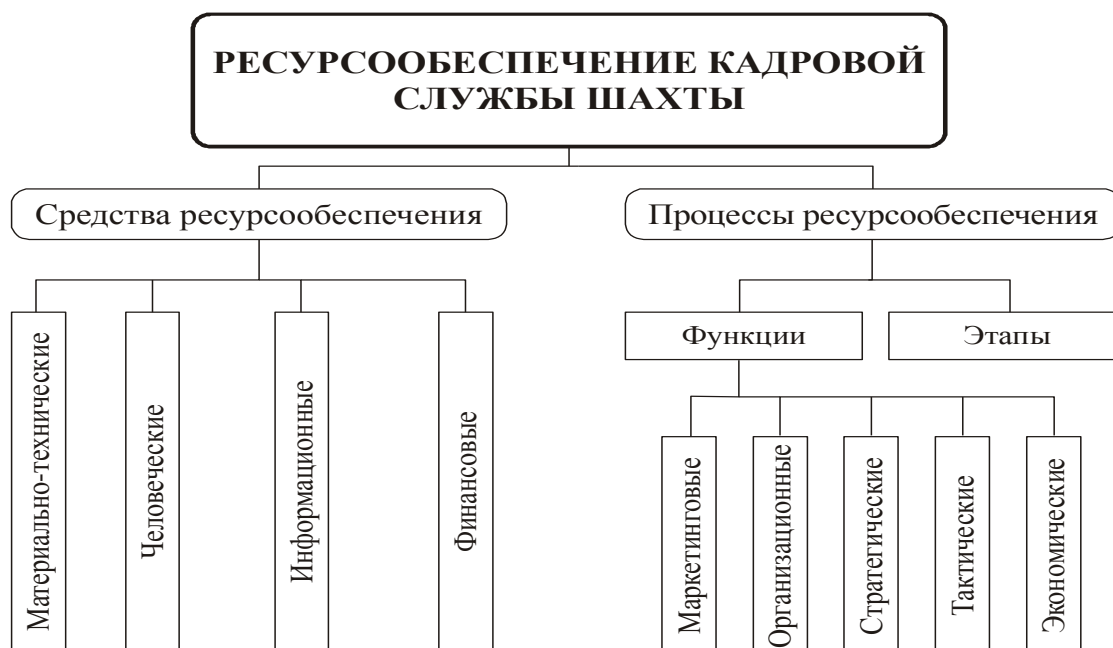 РЕСУРСООБЕСПЕЧЕНИЕ КАДРОВОЙ
СЛУЖБЫ ШАХТЫ
Средства ресурсообеспечения
Процессы ресурсообеспечения
Материально-технические
Человеческие
Информационные
Финансовые
Функции
Этапы
Маркетинговые
Организационные
Стратегические
Тактические
Экономические